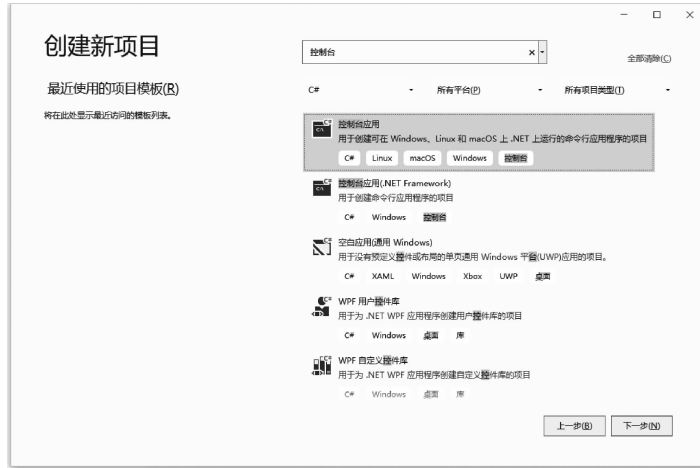 创建新项目
控制台
全部清除(C)
最近使用的项目模板(R)
C# 所有平台(P) 所有项目类型(T)
将在此处显示最近访问的模板列表。
控制台应用
用于创建可在 Windows、Linux 和 macOS 上 .NET 上运行的命令行应用程序的项目
C# Linux macOS Windows 控制台
控制台应用(.NET Framework)
用于创建命令行应用程序的项目
C# Windows 控制台
空白应用(通用 Windows)
用于没有预定义控件或布局的单页通用 Windows 平台(UWP)应用的项目。
C# XAML Windows Xbox UWP 桌面
WPF 用户控件库
用于为 .NET WPF 应用程序创建用户控件库的项目
C# Windows 桌面 库
WPF 自定义控件库
用于为 .NET WPF 应用程序创建自定义控件库的项目
C# Windows 桌面 库
上一步(B) 下一步(N)